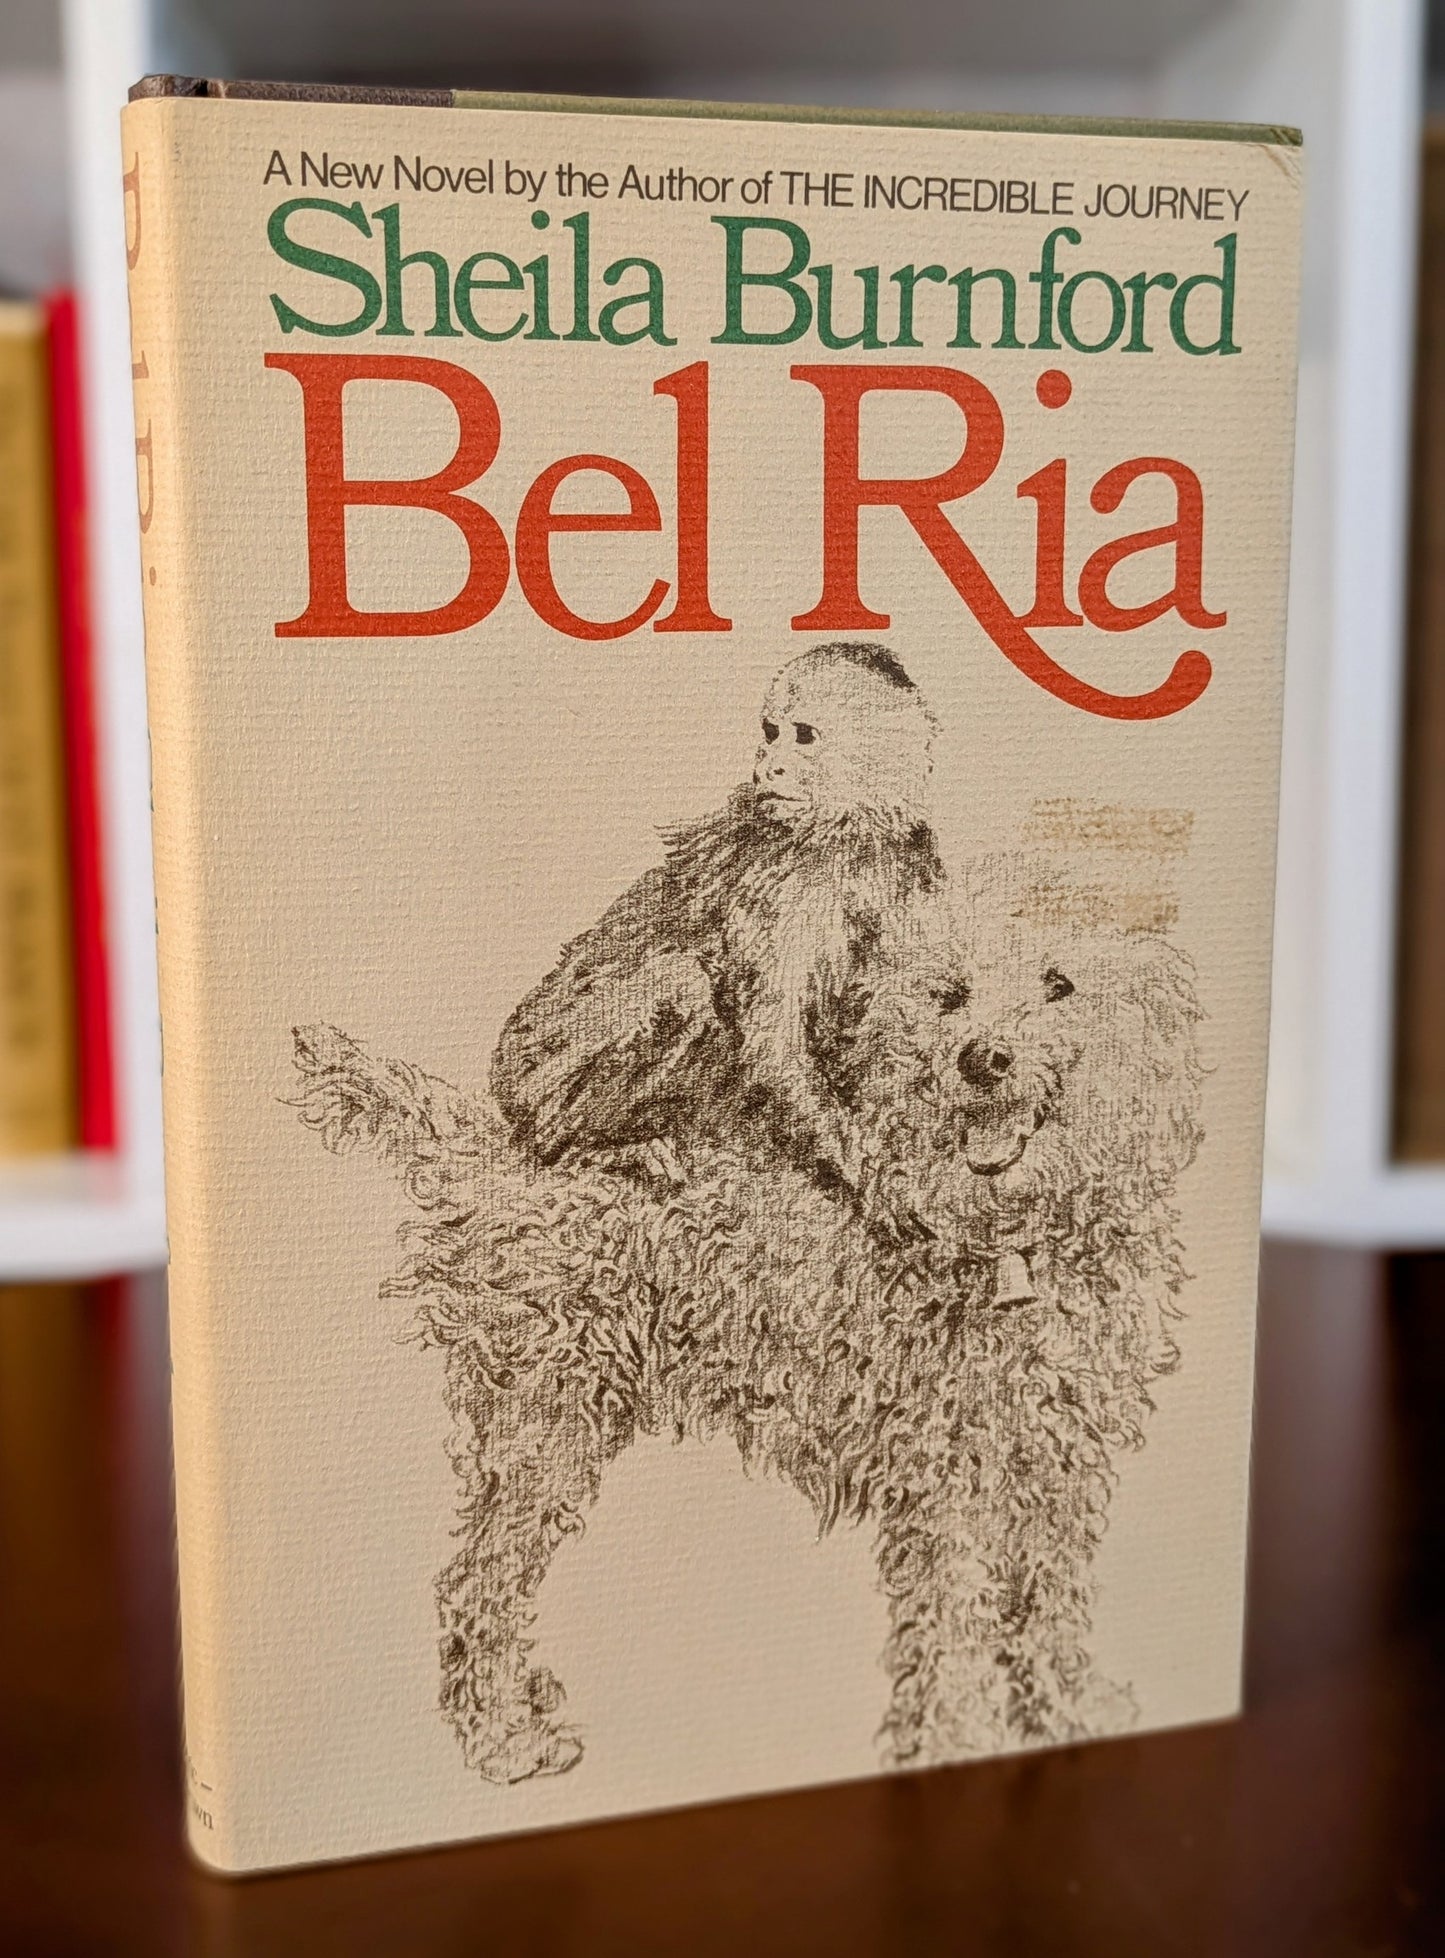 A New Novel by the Author of THE INCREDIBLE JOURNEY
Sheila Burnford
Bel Ria